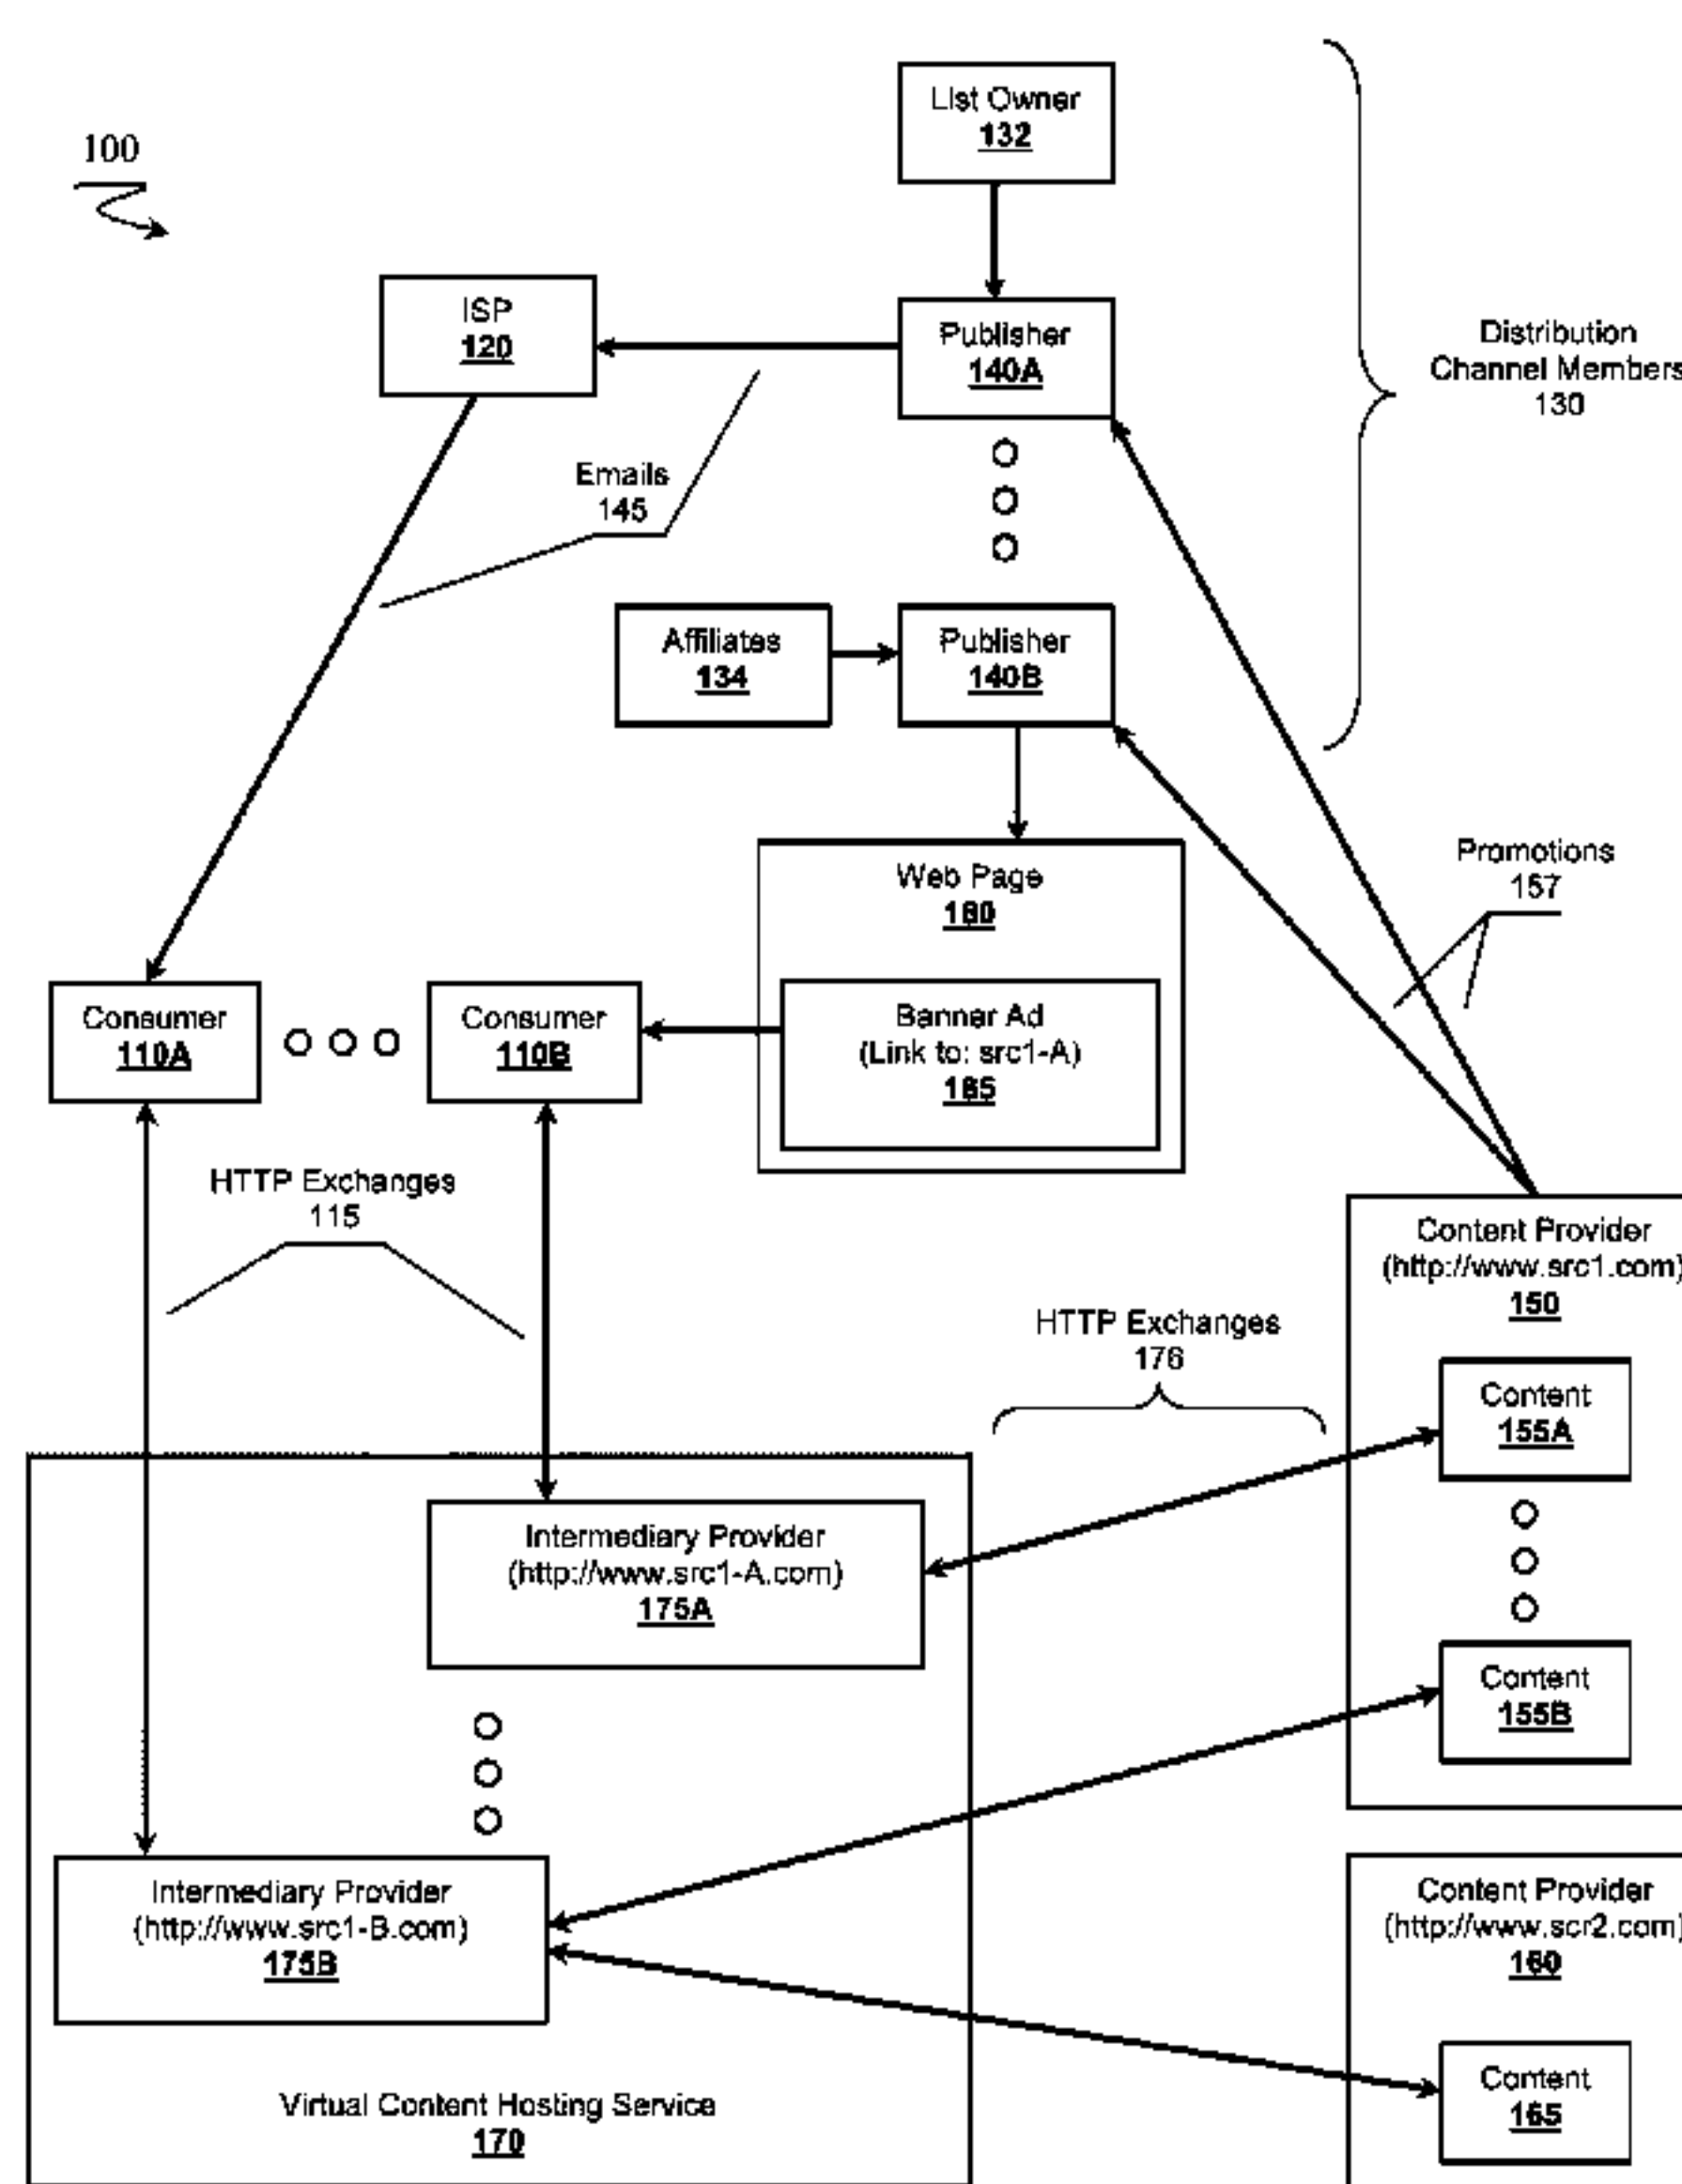 100
List Owner
132
ISP
120
Publisher
140A
Distribution
Channel Members
130
Emails
145
Affiliates
134
Publisher
140B
Promotions
157
Web Page
180
Consumer
110A
Consumer
110B
Banner Ad
(Link to: src1-A)
185
HTTP Exchanges
115
Content Provider
(http://www.src1.com)
150
HTTP Exchanges
176
Content
155A
Intermediary Provider
(http://www.src1-A.com)
175A
Content
155B
Intermediary Provider
(http://www.src1-B.com)
175B
Content Provider
(http://www.scr2.com)
160
Content
165
Virtual Content Hosting Service
170